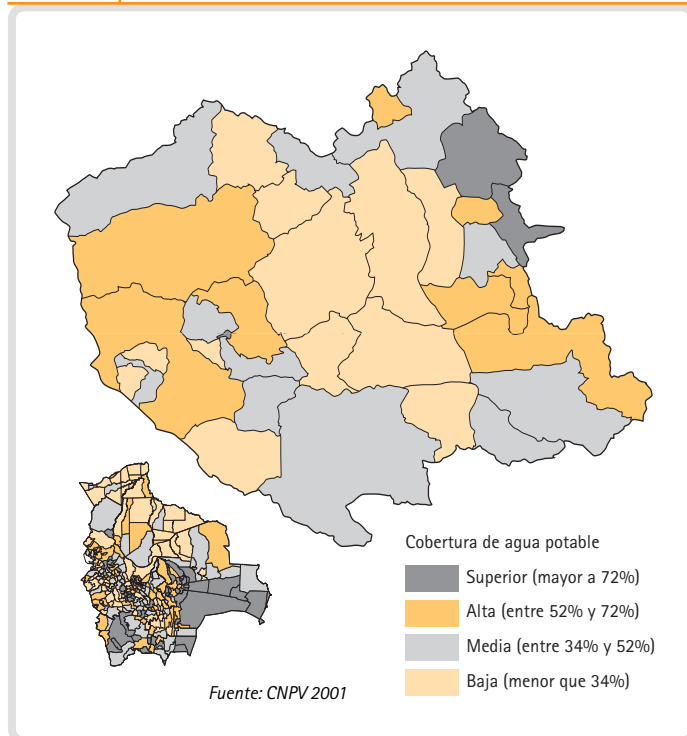 Cobertura de agua potable
Superior (mayor a 72%)
Alta (entre 52% y 72%)
Media (entre 34% y 52%)
Baja (menor que 34%)
Fuente: CNPV 2001